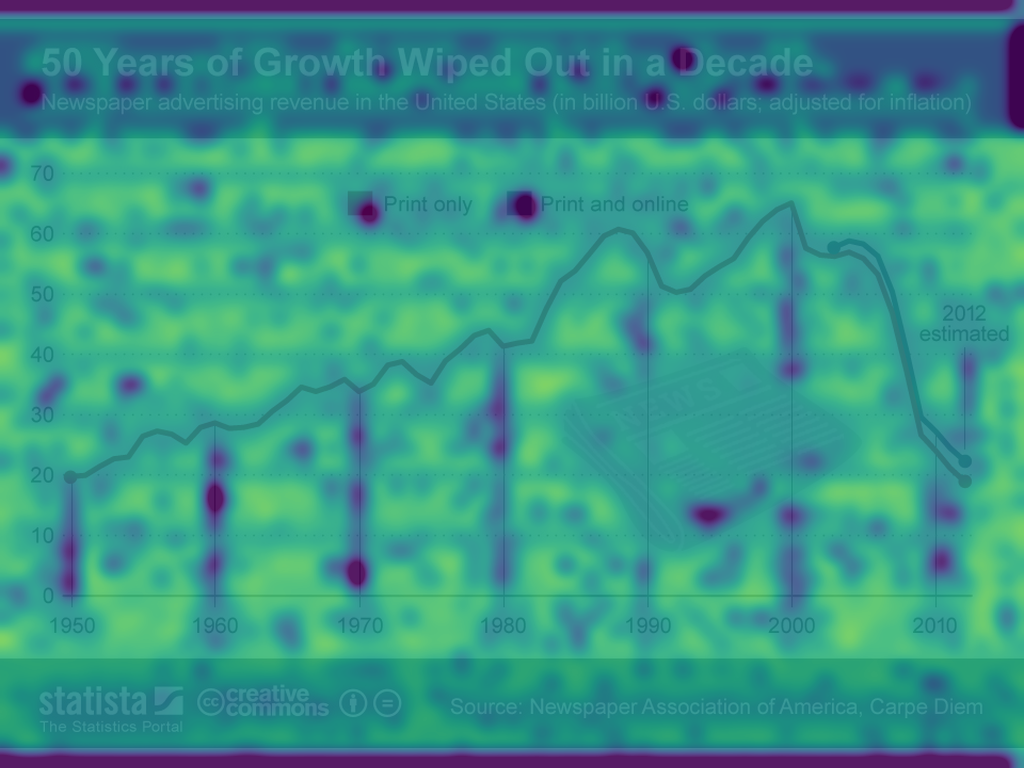 50 Years of Growth Wiped Out in a Decade
Newspaper advertising revenue in the United States (in billion U.S. dollars; adjusted for inflation)
70
Print only
Print and online
60
50
2012
estimated
40
30
NEWS
20
10
0
1950
1960
1970
1980
1990
2000
2010
statista
The Statistics Portal
cc creative commons
Source: Newspaper Association of America, Carpe Diem